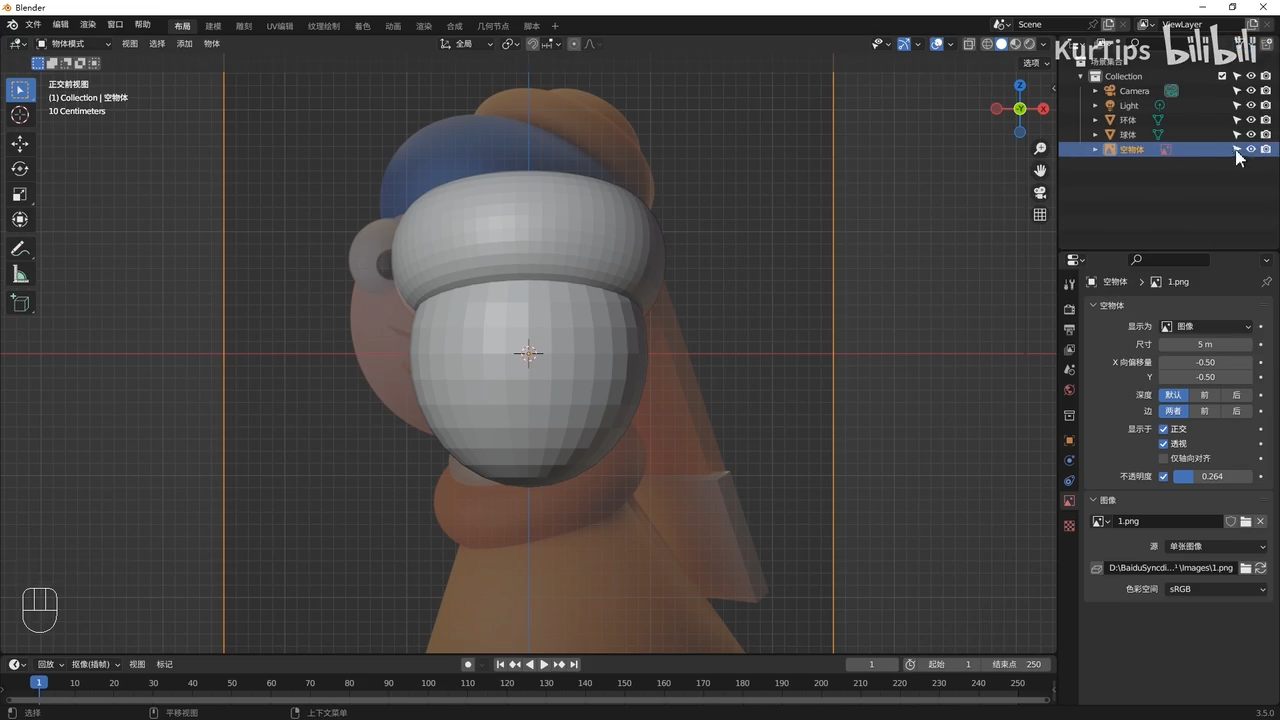 Blender
文件 编辑 渲染 窗口 帮助 布局 建模 雕刻 UV编辑 纹理绘制 着色 动画 渲染 合成 几何节点 脚本 Scene ViewLayer
物体模式 视图 选择 添加 物体 全局
Kurrips bilibili
选项
场景集合
正交前视图
(1) Collection | 空物体
10 Centimeters
Z
X
-Y
Collection
Camera
Light
环体
球体
空物体
空物体 1.png
空物体
显示为 图像
尺寸 5 m
X 向偏移量 -0.50
Y -0.50
深度 默认 前 后
边 两者 前 后
显示于 正交
透视
仅轴向对齐
不透明度 0.264
图像
1.png
源 单张图像
D:\BaiduSyncdi...¹\Images\1.png
色彩空间 sRGB
回放 抠像(插帧) 视图 标记 1 起始 1 结束点 250
1 10 20 30 40 50 60 70 80 90 100 110 120 130 140 150 160 170 180 190 200 210 220 230 240 250
选择 平移视图 上下文菜单 3.5.0